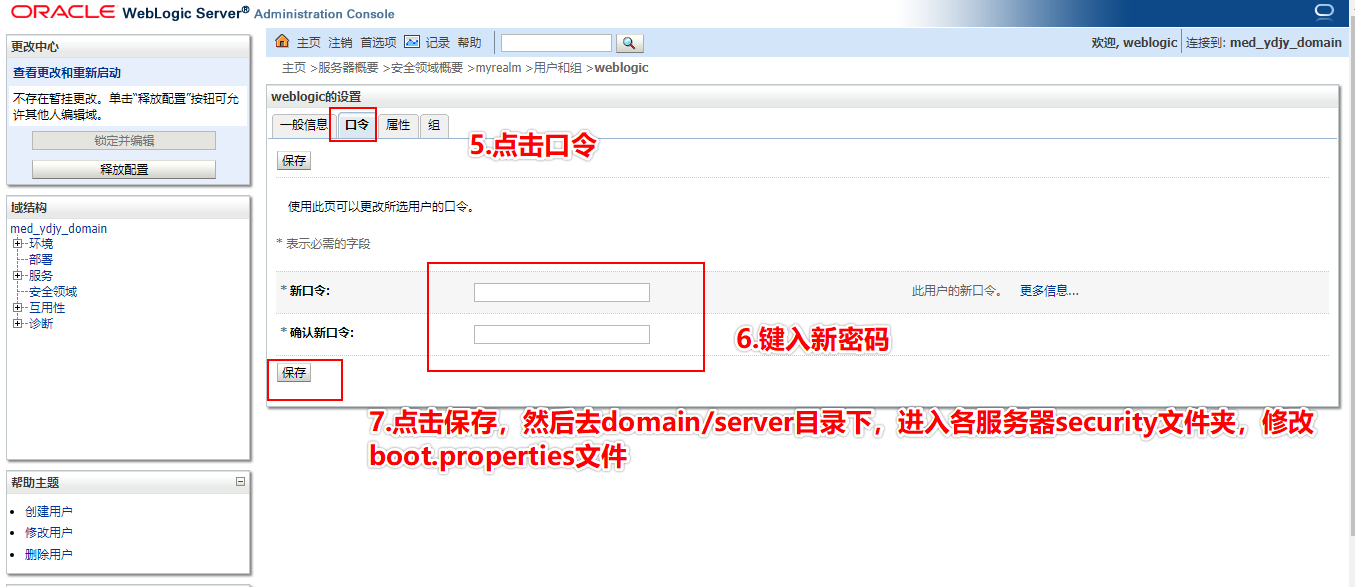 ORACLE WebLogic Server® Administration Console
更改中心
查看更改和重新启动
不存在暂挂更改。单击“释放配置”按钮可允
许其他人编辑域。
锁定并编辑
释放配置
域结构
med_ydjy_domain
环境
部署
服务
安全领域
互用性
诊断
帮助主题
创建用户
修改用户
删除用户
主页 注销 首选项 记录 帮助
欢迎, weblogic 连接到: med_ydjy_domain
主页 >服务器概要 >安全领域概要 >myrealm >用户和组 >weblogic
weblogic的设置
一般信息 口令 属性 组
5.点击口令
保存
使用此页可以更改所选用户的口令。
* 表示必需的字段
* 新口令: 此用户的新口令。 更多信息...
* 确认新口令:
6.键入新密码
保存
7.点击保存，然后去domain/server目录下，进入各服务器security文件夹，修改
boot.properties文件